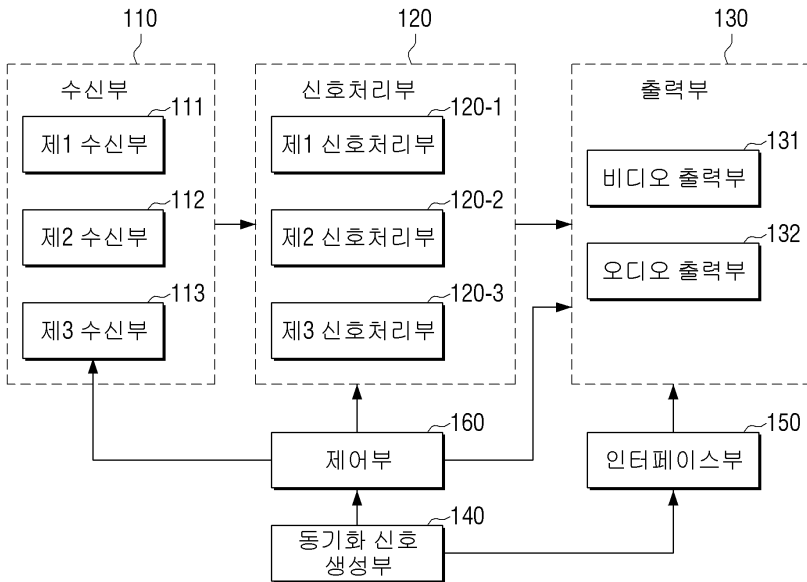 110
120
130
수신부
신호처리부
출력부
111
제1 수신부
112
제2 수신부
113
제3 수신부
120-1
제1 신호처리부
120-2
제2 신호처리부
120-3
제3 신호처리부
131
비디오 출력부
132
오디오 출력부
160
제어부
150
인터페이스부
140
동기화 신호
생성부